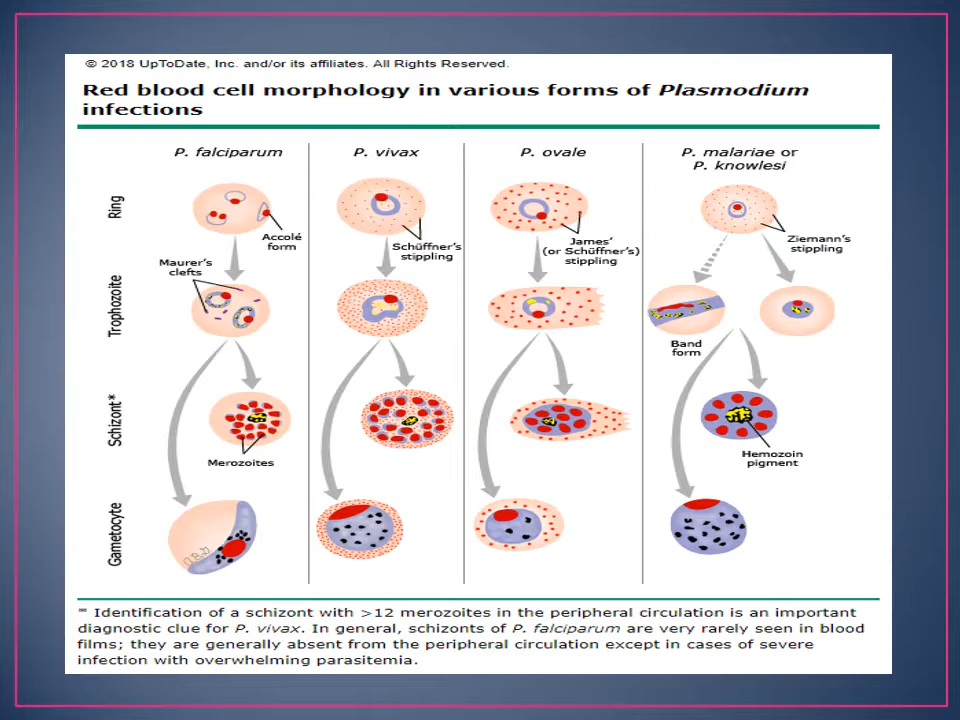 © 2018 UpToDate, Inc. and/or its affiliates. All Rights Reserved.
Red blood cell morphology in various forms of Plasmodium
infections
P. falciparum
P. vivax
P. ovale
P. malariae or
P. knowlesi
Ring
Accolé
form
Schüffner's
stippling
James'
(or Schüffner's)
stippling
Ziemann's
stippling
Maurer's
clefts
Trophozoite
Band
form
Schizont*
Merozoites
Hemozoin
pigment
Gametocyte
* Identification of a schizont with >12 merozoites in the peripheral circulation is an important
diagnostic clue for P. vivax. In general, schizonts of P. falciparum are very rarely seen in blood
films; they are generally absent from the peripheral circulation except in cases of severe
infection with overwhelming parasitemia.